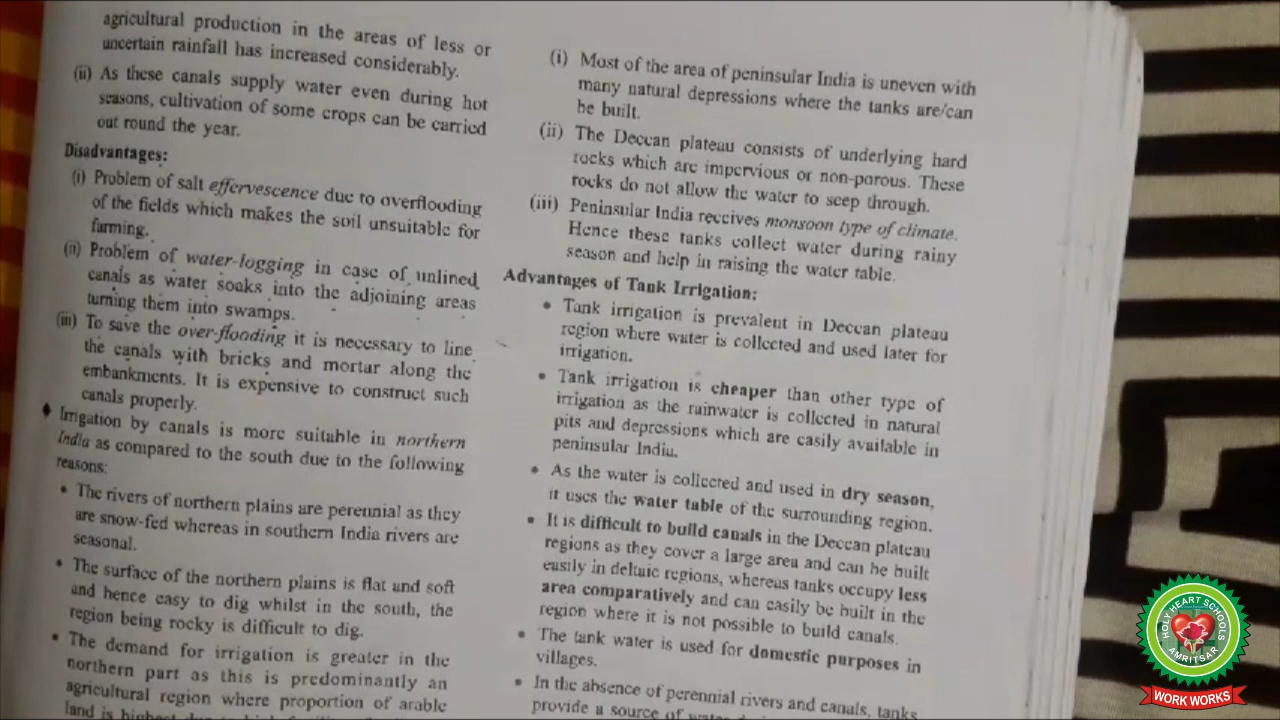 agricultural production in the areas of less or
uncertain rainfall has increased considerably.
(ii) As these canals supply water even during hot
seasons, cultivation of some crops can be carried
out round the year.
Disadvantages:
(i) Problem of salt effervescence due to overflooding
of the fields which makes the soil unsuitable for
farming.
(ii) Problem of water-logging in case of unlined
canals as water soaks into the adjoining areas
turning them into swamps.
(iii) To save the over-flooding it is necessary to line
the canals with bricks and mortar along the
embankments. It is expensive to construct such
canals properly.
♦ Irrigation by canals is more suitable in northern
India as compared to the south due to the following
reasons:
• The rivers of northern plains are perennial as they
are snow-fed whereas in southern India rivers are
seasonal.
• The surface of the northern plains is flat and soft
and hence easy to dig whilst in the south, the
region being rocky is difficult to dig.
• The demand for irrigation is greater in the
northern part as this is predominantly an
agricultural region where proportion of arable
land is highest
(i) Most of the area of peninsular India is uneven with
many natural depressions where the tanks are/can
be built.
(ii) The Deccan plateau consists of underlying hard
rocks which are impervious or non-porous. These
rocks do not allow the water to seep through.
(iii) Peninsular India receives monsoon type of climate.
Hence these tanks collect water during rainy
season and help in raising the water table.
Advantages of Tank Irrigation:
• Tank irrigation is prevalent in Deccan plateau
region where water is collected and used later for
irrigation.
• Tank irrigation is cheaper than other type of
irrigation as the rainwater is collected in natural
pits and depressions which are easily available in
peninsular India.
• As the water is collected and used in dry season,
it uses the water table of the surrounding region.
• It is difficult to build canals in the Deccan plateau
regions as they cover a large area and can be built
easily in deltaic regions, whereas tanks occupy less
area comparatively and can easily be built in the
region where it is not possible to build canals.
• The tank water is used for domestic purposes in
villages.
• In the absence of perennial rivers and canals, tanks
provide a source of water
HOLY HEART SCHOOLS
AMRITSAR
WORK WORKS